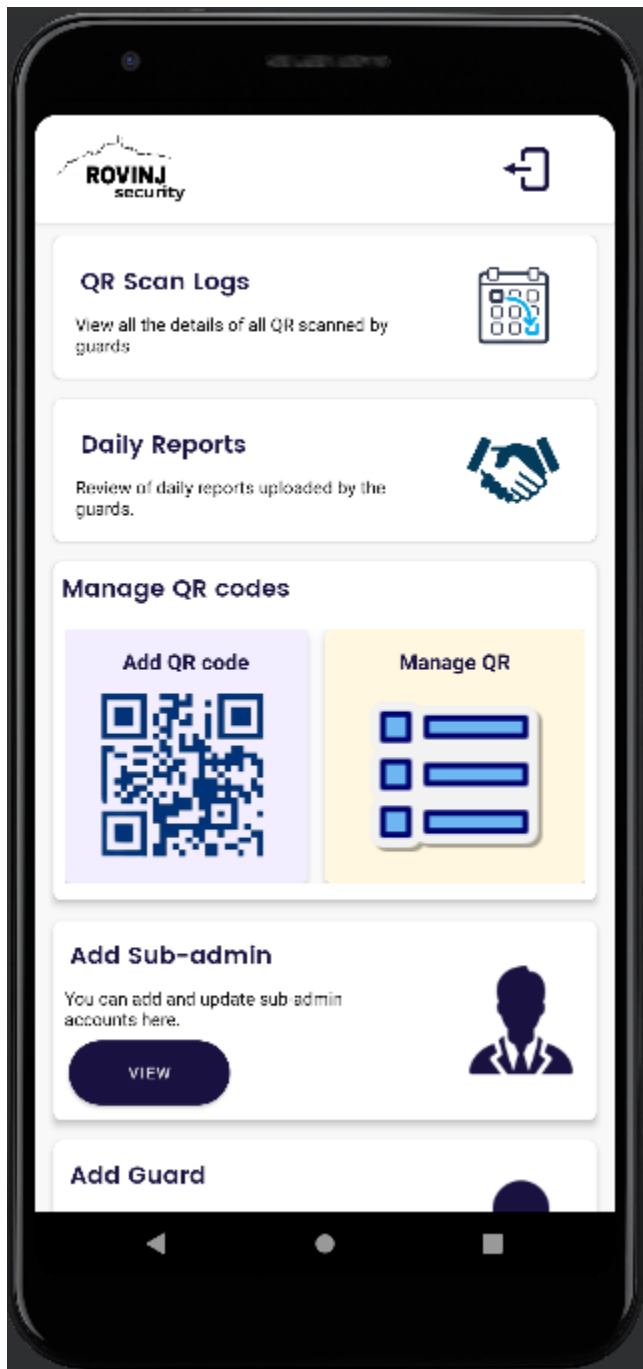 ROVINJ
security
QR Scan Logs
View all the details of all QR scanned by
guards
Daily Reports
Review of daily reports uploaded by the
guards.
Manage QR codes
Add QR code
Manage QR
Add Sub-admin
You can add and update sub-admin
accounts here.
VIEW
Add Guard